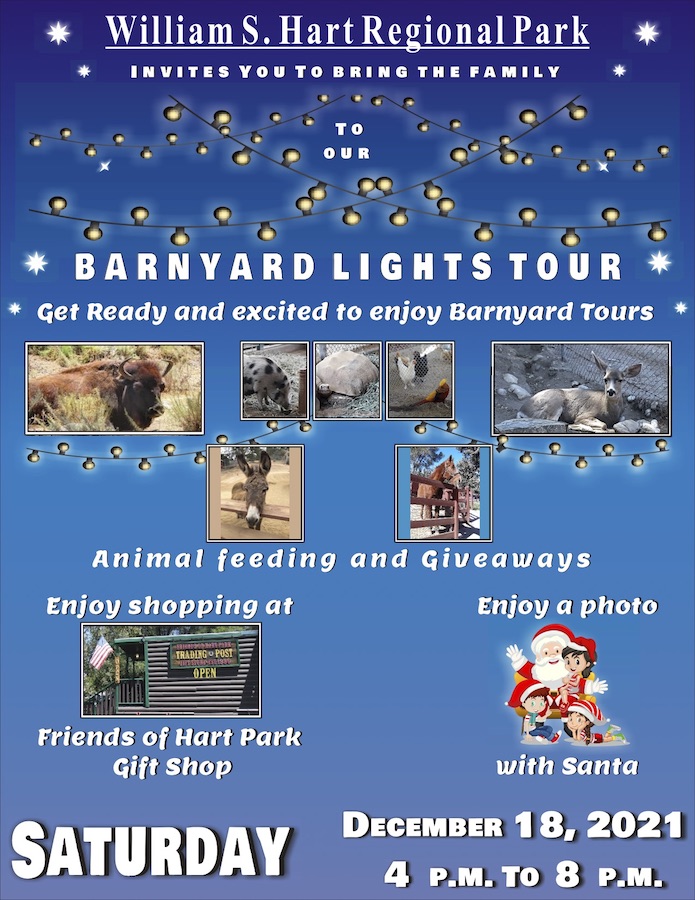 William S. Hart Regional Park
Invites You To bring the family
To
our
Barnyard Lights Tour
Get Ready and excited to enjoy Barnyard Tours
Animal feeding and Giveaways
Enjoy shopping at
Enjoy a photo
TRADING POST
OPEN
Friends of Hart Park
Gift Shop
with Santa
Saturday
December 18, 2021
4 p.m. To 8 p.m.